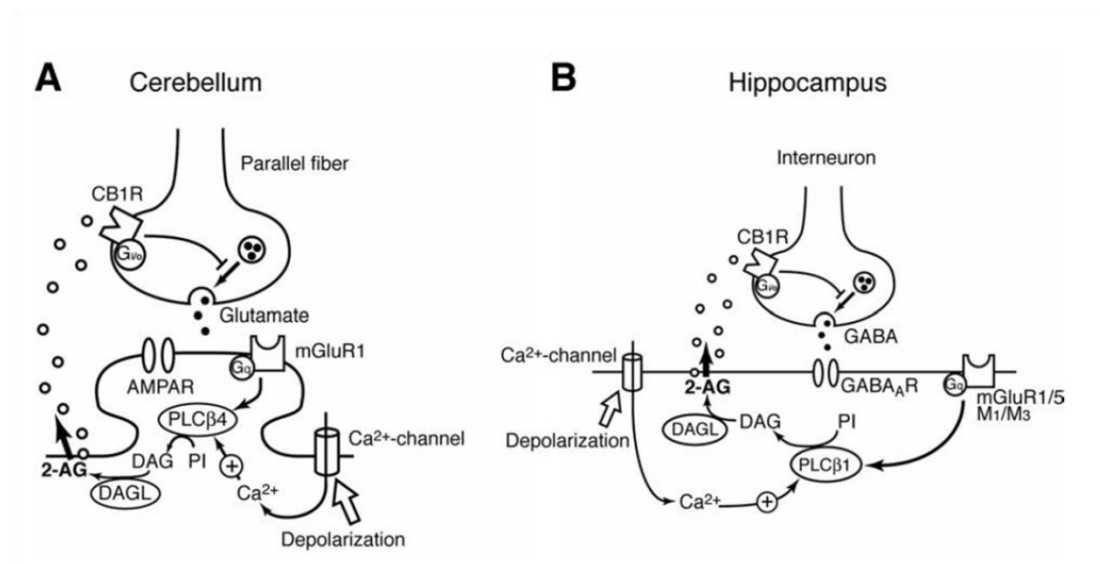 A
Cerebellum
Parallel fiber
CB1R
Gi/o
Glutamate
mGluR1
Gq
AMPAR
PLCβ4
Ca2+-channel
DAG PI
+
2-AG
DAGL
Ca2+
Depolarization
B
Hippocampus
Interneuron
CB1R
Gi/o
GABA
Ca2+-channel
2-AG
GABAAR
Gq
mGluR1/5
M1/M3
Depolarization
DAGL
DAG
PI
PLCβ1
Ca2+
+